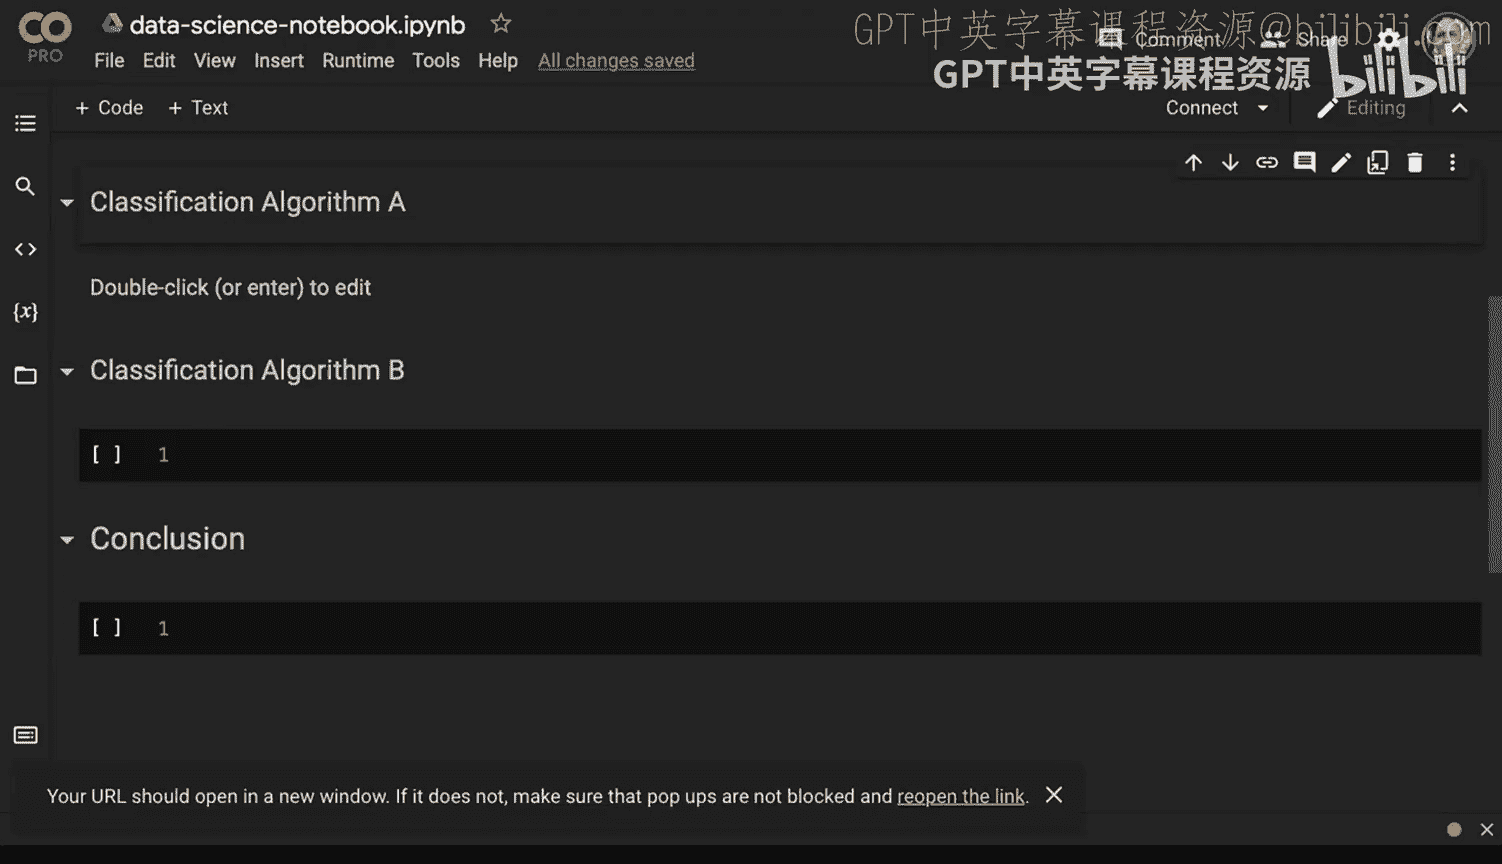 CO
PRO
data-science-notebook.ipynb
GPT中英字幕课程资源@bilibili.com
Comment
Share
File Edit View Insert Runtime Tools Help All changes saved
GPT中英字幕课程资源 bilibili
+ Code + Text
Connect
Editing
Classification Algorithm A
{x}
Double-click (or enter) to edit
Classification Algorithm B
[ ] 1
Conclusion
[ ] 1
Your URL should open in a new window. If it does not, make sure that pop ups are not blocked and reopen the link.